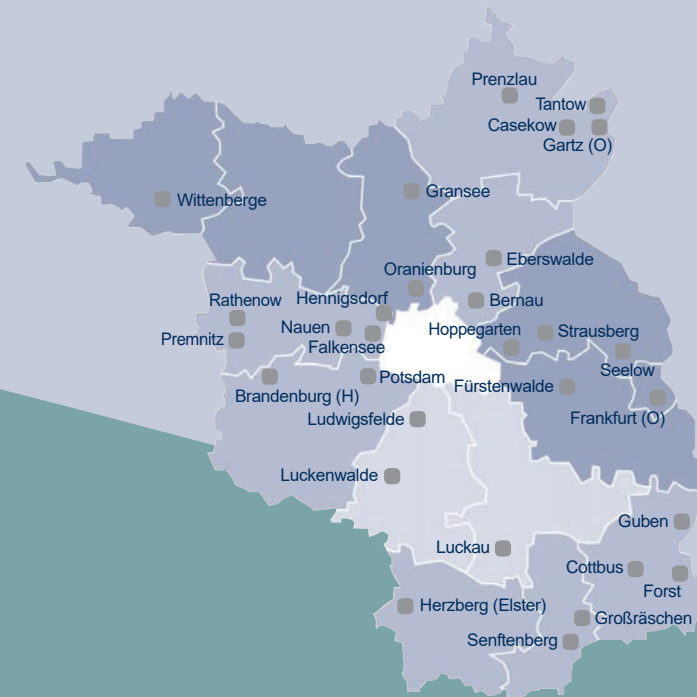 Prenzlau
Tantow
Casekow
Gartz (O)
Gransee
Wittenberge
Eberswalde
Oranienburg
Rathenow
Hennigsdorf
Bernau
Nauen
Hoppegarten
Strausberg
Premnitz
Falkensee
Seelow
Potsdam
Fürstenwalde
Brandenburg (H)
Ludwigsfelde
Frankfurt (O)
Luckenwalde
Guben
Luckau
Cottbus
Forst
Herzberg (Elster)
Großräschen
Senftenberg